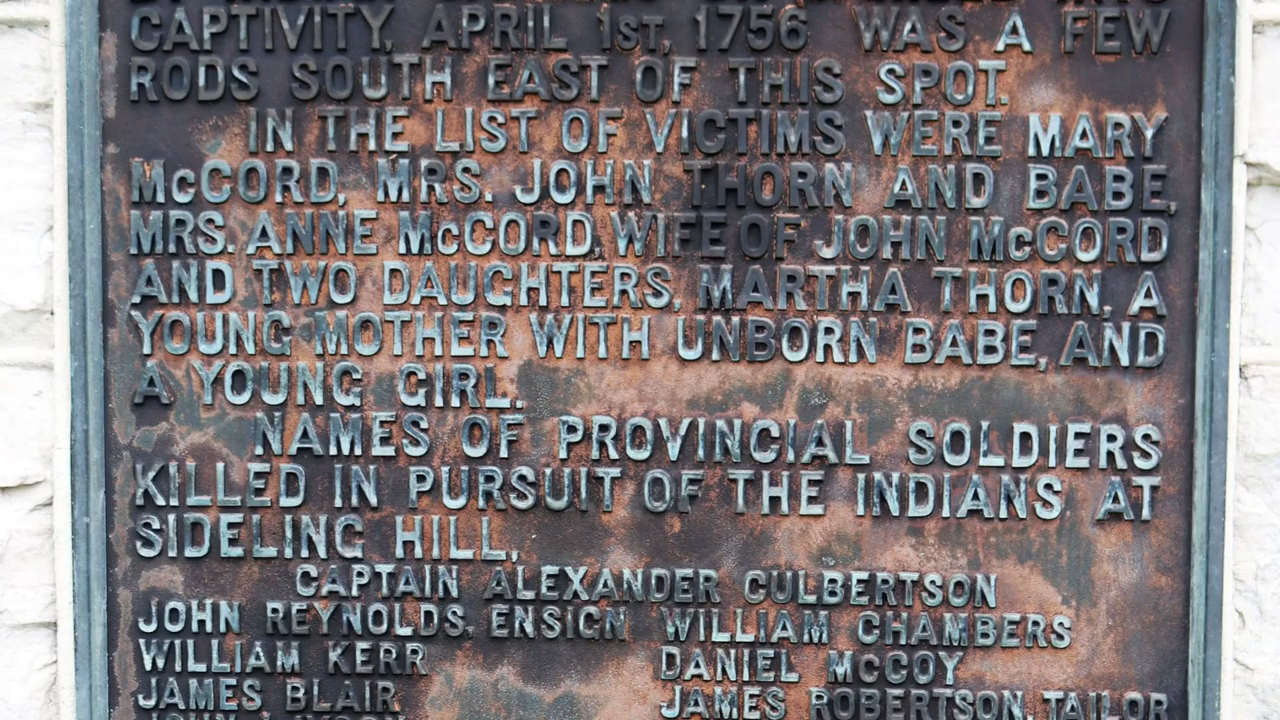 CAPTIVITY, APRIL 1ST, 1756 WAS A FEW
RODS SOUTH EAST OF THIS SPOT.
IN THE LIST OF VICTIMS WERE MARY
McCORD, MRS. JOHN THORN AND BABE,
MRS. ANNE McCORD, WIFE OF JOHN McCORD
AND TWO DAUGHTERS, MARTHA THORN, A
YOUNG MOTHER WITH UNBORN BABE, AND
A YOUNG GIRL.
NAMES OF PROVINCIAL SOLDIERS
KILLED IN PURSUIT OF THE INDIANS AT
SIDELING HILL,
CAPTAIN ALEXANDER CULBERTSON
JOHN REYNOLDS, ENSIGN WILLIAM CHAMBERS
WILLIAM KERR DANIEL McCOY
JAMES BLAIR JAMES ROBERTSON, TAILOR
JOHN